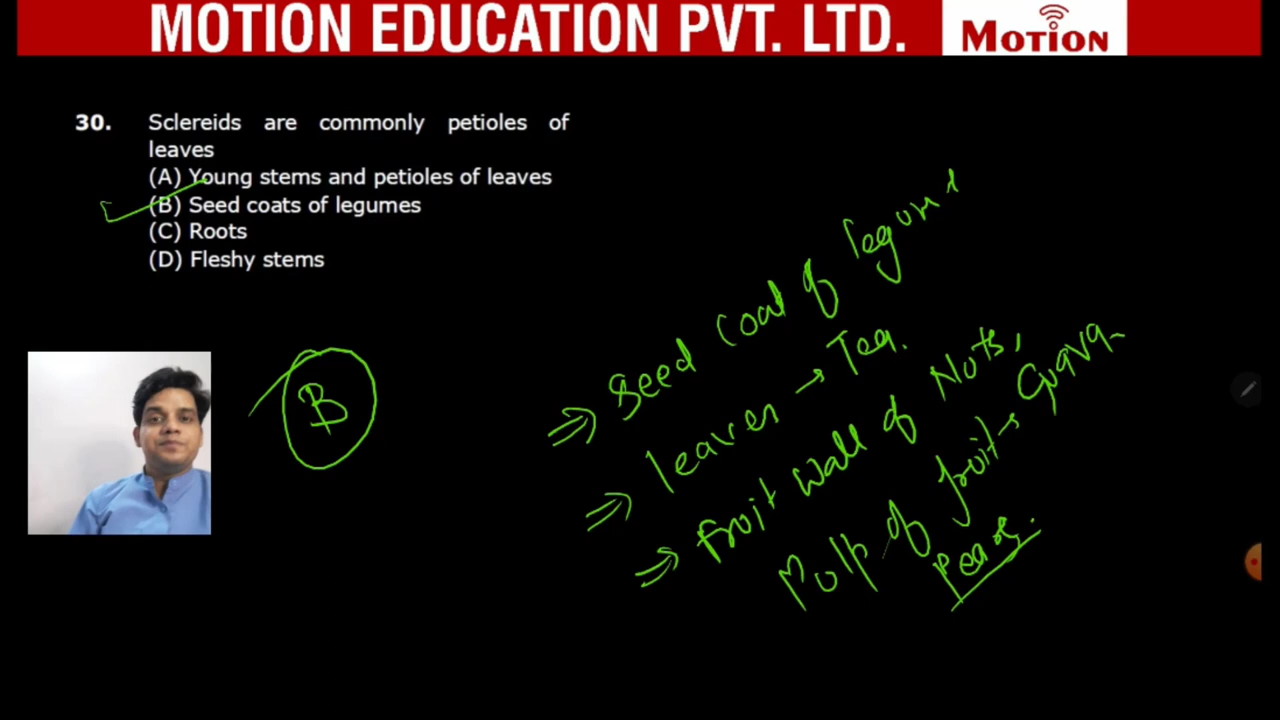 MOTION EDUCATION PVT. LTD.
MOTION
30. Sclereids are commonly petioles of
leaves
(A) Young stems and petioles of leaves
(B) Seed coats of legumes
(C) Roots
(D) Fleshy stems
B
⇒ Seed coat of legume
⇒ leaves → Tea.
⇒ Fruit wall of Nuts,
Pulp of fruit → Guava
Pears.